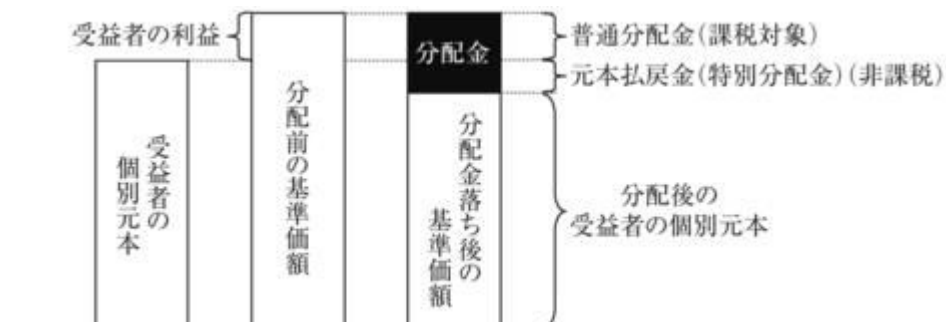 受益者の利益
分配金
普通分配金(課税対象)
元本払戻金(特別分配金)(非課税)
受益者の
個別元本
分配前の基準価額
分配金落ち後の
基準価額
分配後の
受益者の個別元本